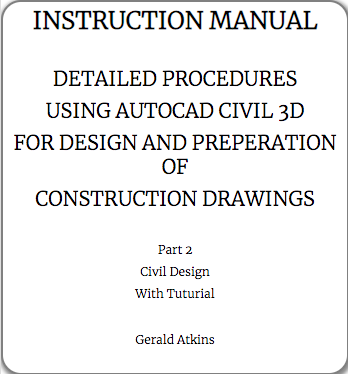 INSTRUCTION MANUAL
DETAILED PROCEDURES
USING AUTOCAD CIVIL 3D
FOR DESIGN AND PREPERATION
OF
CONSTRUCTION DRAWINGS
Part 2
Civil Design
With Tuturial
Gerald Atkins